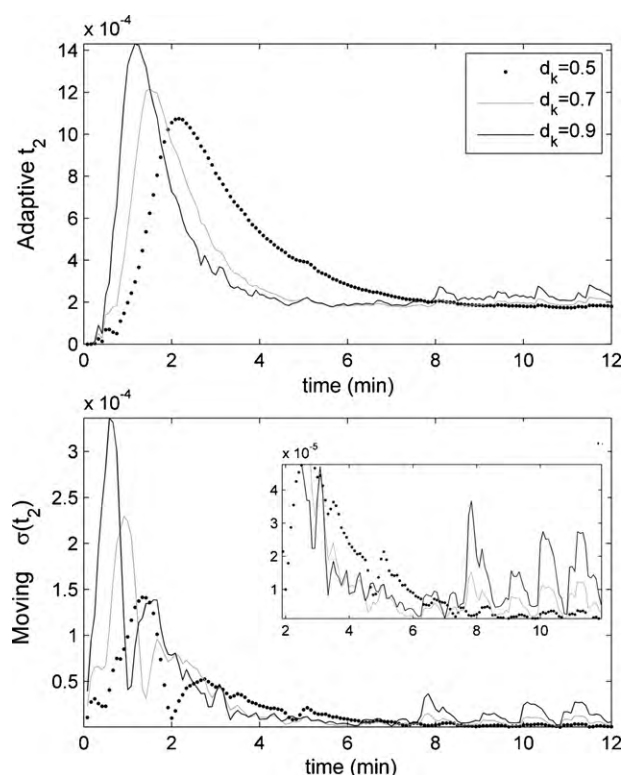 x 10⁻⁴
14
12
10
8
6
4
2
0
Adaptive t₂
d_k=0.5
d_k=0.7
d_k=0.9
0 2 4 6 8 10 12
time (min)
x 10⁻⁴
3
2.5
2
1.5
1
0.5
Moving σ(t₂)
x 10⁻⁵
4
3
2
1
2 4 6 8 10
0 2 4 6 8 10 12
time (min)